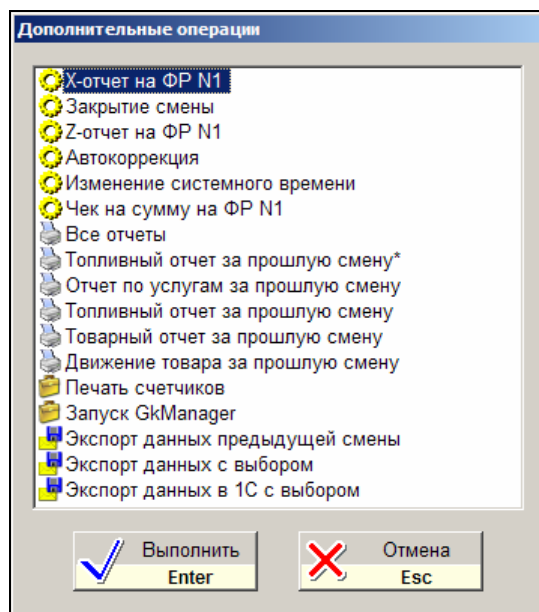 Дополнительные операции
X-отчет на ФР N1
Закрытие смены
Z-отчет на ФР N1
Автокоррекция
Изменение системного времени
Чек на сумму на ФР N1
Все отчеты
Топливный отчет за прошлую смену*
Отчет по услугам за прошлую смену
Топливный отчет за прошлую смену
Товарный отчет за прошлую смену
Движение товара за прошлую смену
Печать счетчиков
Запуск GkManager
Экспорт данных предыдущей смены
Экспорт данных с выбором
Экспорт данных в 1С с выбором
Выполнить
Enter
Отмена
Esc